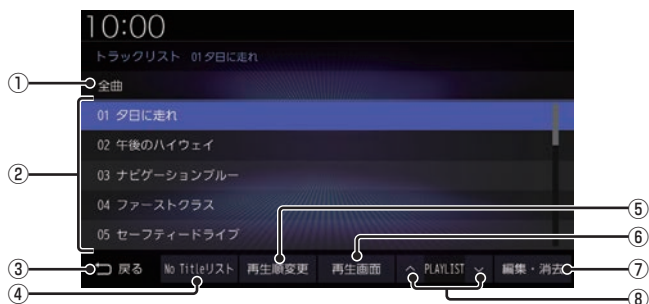 10:00
トラックリスト 01 夕日に走れ
① 全曲
② 01 夕日に走れ
02 午後のハイウェイ
03 ナビゲーションブルー
04 ファーストクラス
05 セーフティードライブ
⑤
⑥
③ 戻る No Titleリスト 再生順変更 再生画面 PLAYLIST 編集・消去 ⑦
④ ⑧